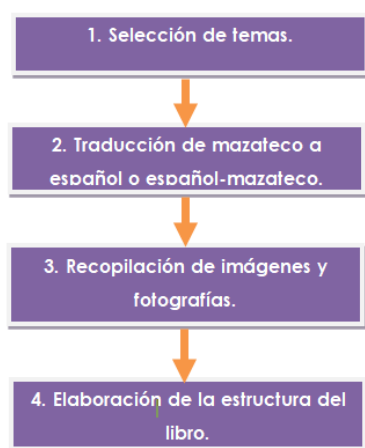 1. Selección de temas.
2. Traducción de mazateco a
español o español-mazateco.
3. Recopilación de imágenes y
fotografías.
4. Elaboración de la estructura del
libro.